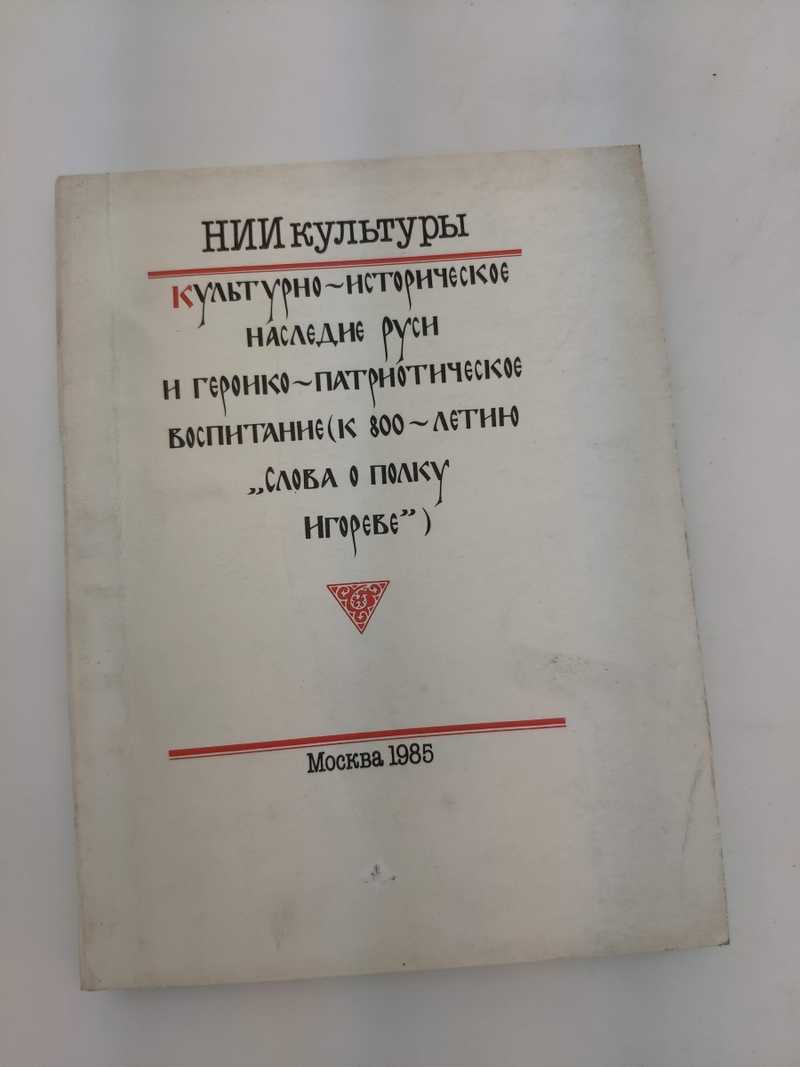 НИИ культуры
Культурно-историческое
наследие руси
и героико-патриотическое
воспитание (к 800-летию
„Слова о полку
Игореве")
Москва 1985